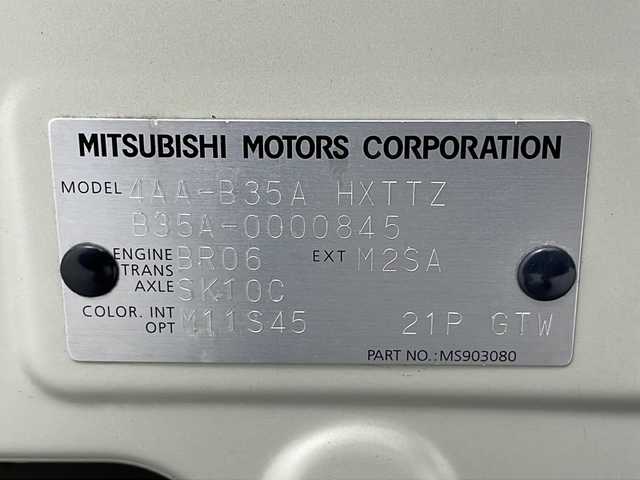 MITSUBISHI MOTORS CORPORATION
MODEL 4AA-B35A HXTTZ
B35A-0000845
ENGINE BR06 EXT M2SA
TRANS
AXLE SK10C
COLOR. INT M11S45 21P GTW
OPT
PART NO.:MS903080